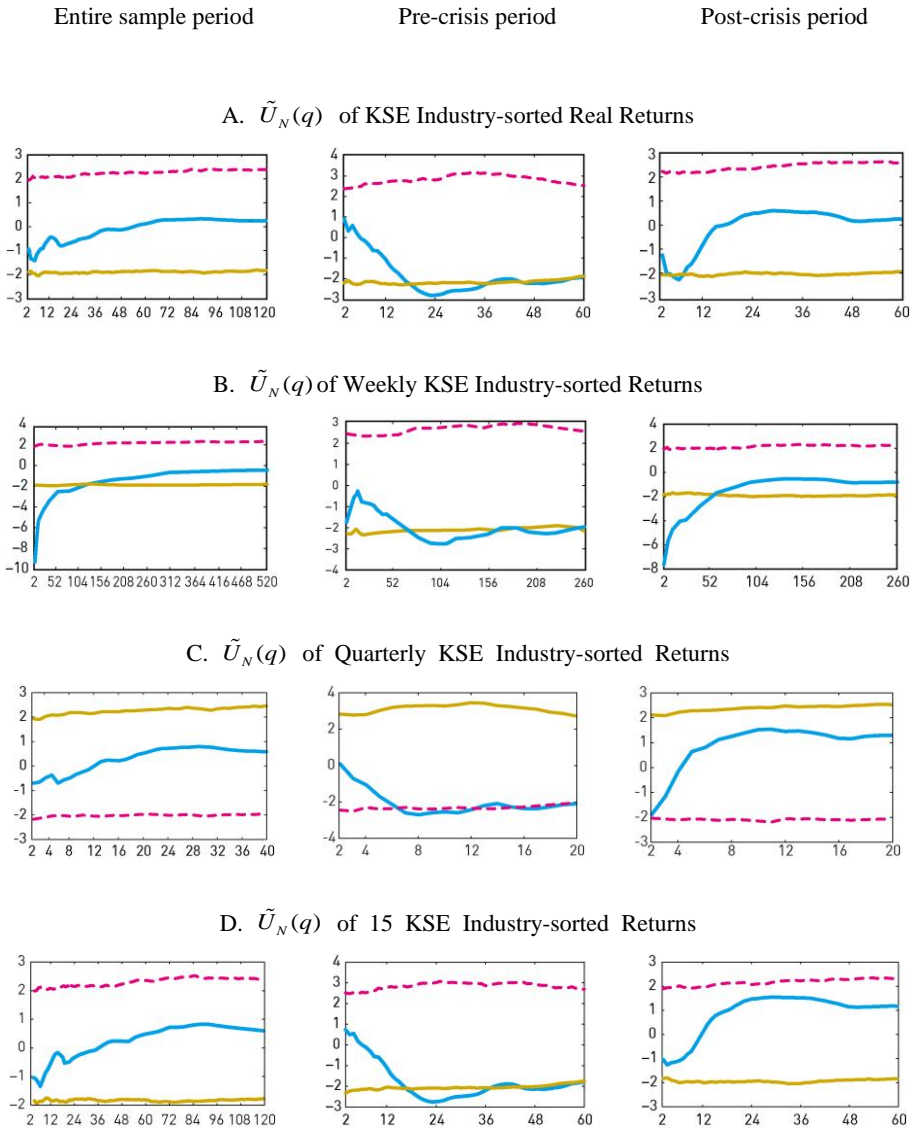 Entire sample period Pre-crisis period Post-crisis period
A. Ũ_N(q) of KSE Industry-sorted Real Returns
3 2 1 0 −1 −2 −3
2 12 24 36 48 60 72 84 96 108 120
4 3 2 1 0 −1 −2 −3
2 12 24 36 48 60
3 2 1 0 −1 −2 −3
2 12 24 36 48 60
B. Ũ_N(q) of Weekly KSE Industry-sorted Returns
4 2 0 −2 −4 −6 −8 −10
2 52 104 156 208 260 312 364 416 468 520
3 2 1 0 −1 −2 −3 −4
2 52 104 156 208 260
4 2 0 −2 −4 −6 −8
2 52 104 156 208 260
C. Ũ_N(q) of Quarterly KSE Industry-sorted Returns
3 2 1 0 −1 −2 −3
2 4 8 12 16 20 24 28 32 36 40
4 2 0 −2 −4
2 4 8 12 16 20
3 2 1 0 −1 −2 -3
2 4 8 12 16 20
D. Ũ_N(q) of 15 KSE Industry-sorted Returns
3 2 1 0 −1 −2
2 12 24 36 48 60 72 84 96 108 120
4 3 2 1 0 −1 −2 −3
2 12 24 36 48 60
3 2 1 0 −1 −2 −3
2 12 24 36 48 60